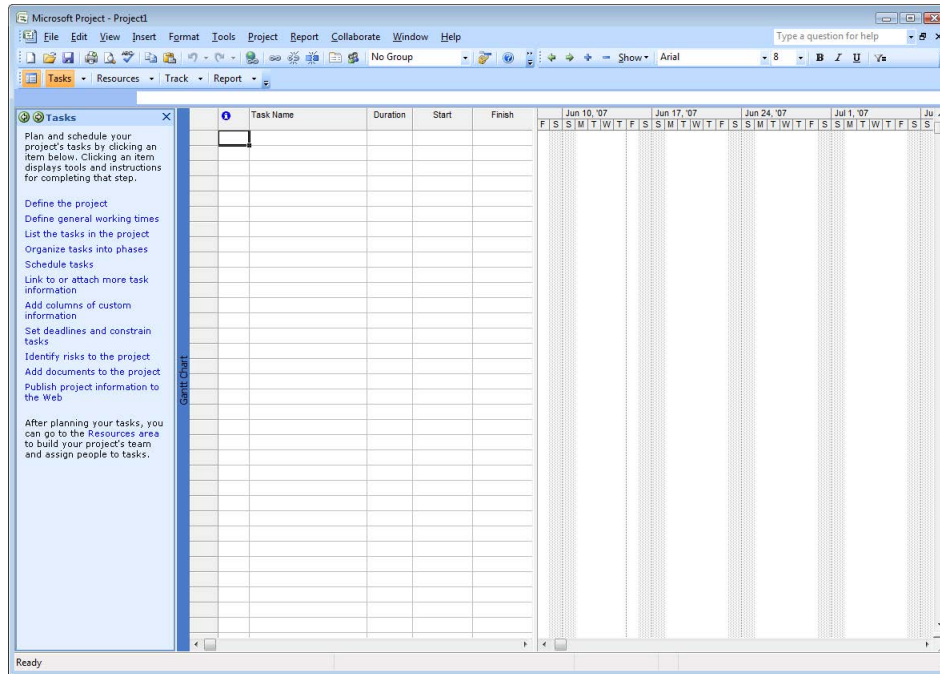 Microsoft Project - Project1
File Edit View Insert Format Tools Project Report Collaborate Window Help
Type a question for help
No Group
Show
Arial
8
B I U
Tasks Resources Track Report
Tasks
Plan and schedule your
project's tasks by clicking an
item below. Clicking an item
displays tools and instructions
for completing that step.
Define the project
Define general working times
List the tasks in the project
Organize tasks into phases
Schedule tasks
Link to or attach more task
information
Add columns of custom
information
Set deadlines and constrain
tasks
Identify risks to the project
Add documents to the project
Publish project information to
the Web
After planning your tasks, you
can go to the Resources area
to build your project's team
and assign people to tasks.
Gantt Chart
Task Name Duration Start Finish
Jun 10, '07 Jun 17, '07 Jun 24, '07 Jul 1, '07 Ju
F S S M T W T F S S M T W T F S S M T W T F S S M T W T F S S
Ready